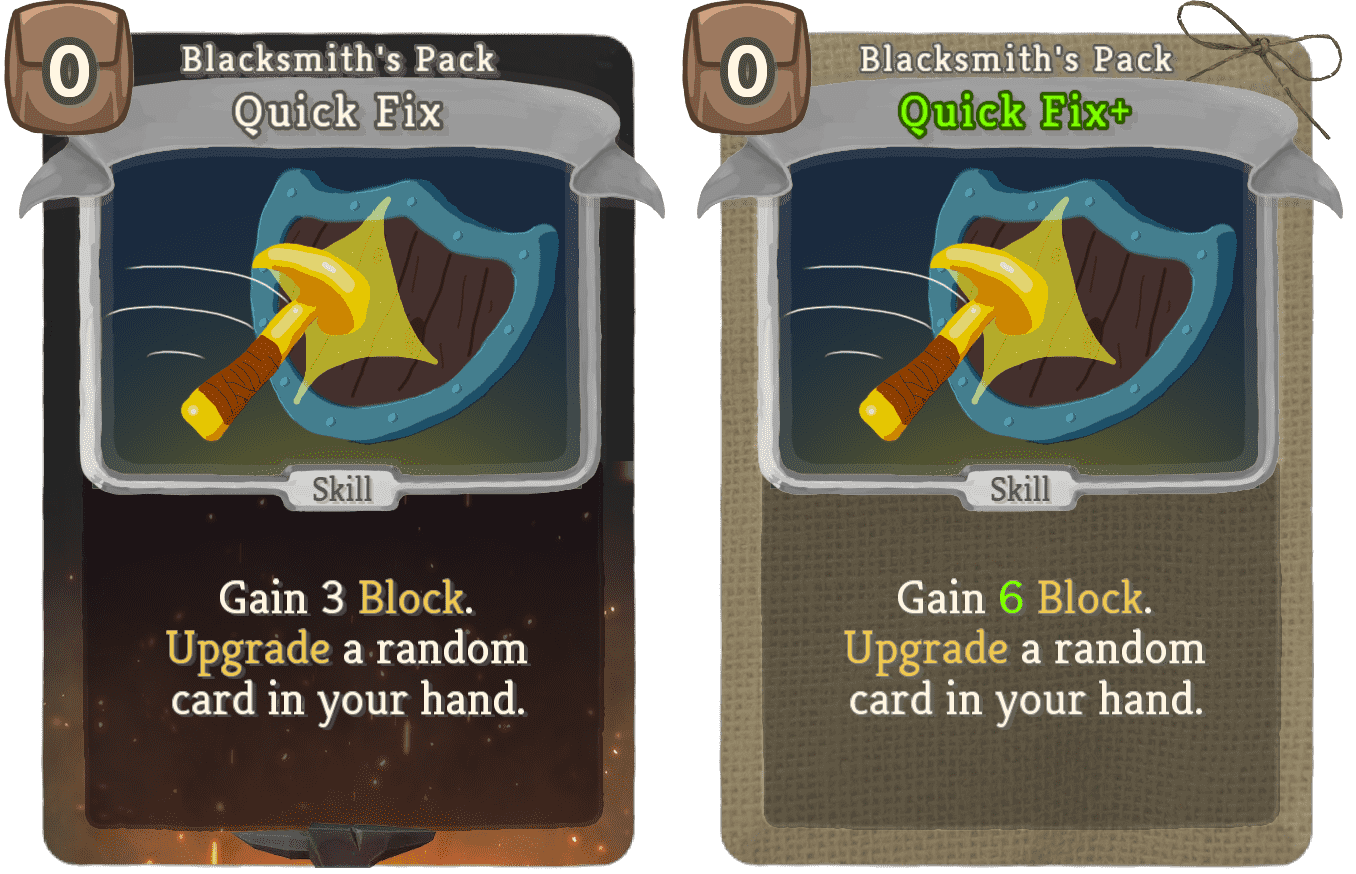 0
Blacksmith's Pack
Quick Fix
Skill
Gain 3 Block.
Upgrade a random
card in your hand.
0
Blacksmith's Pack
Quick Fix+
Skill
Gain 6 Block.
Upgrade a random
card in your hand.